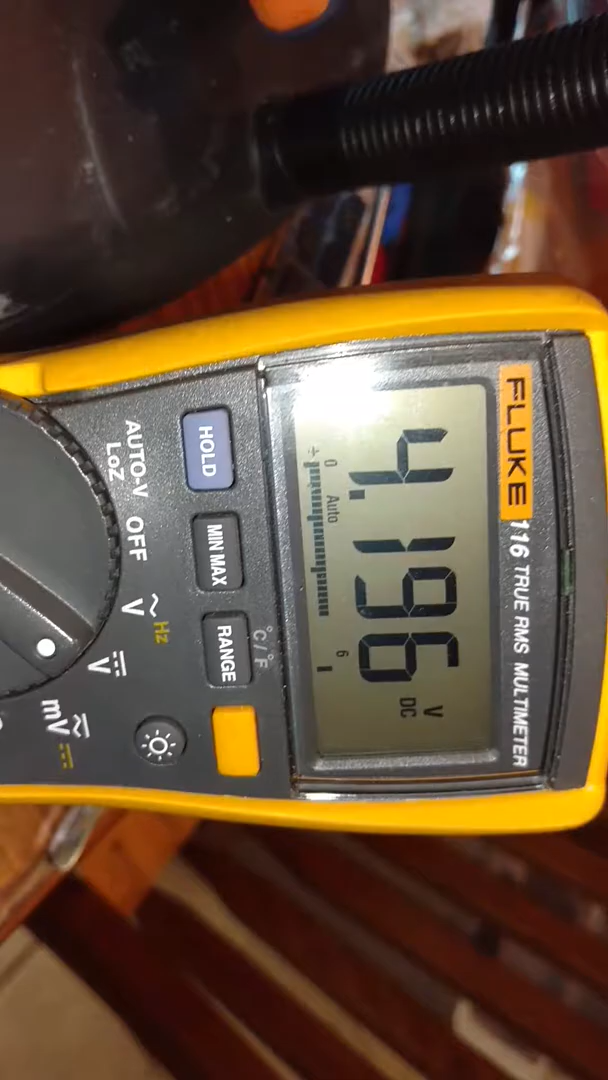 FLUKE 116 TRUE RMS MULTIMETER
4.196 V DC
0 Auto 6
HOLD
MIN MAX
RANGE
°C/°F
AUTO-V
LoZ
OFF
V Hz
V
mV